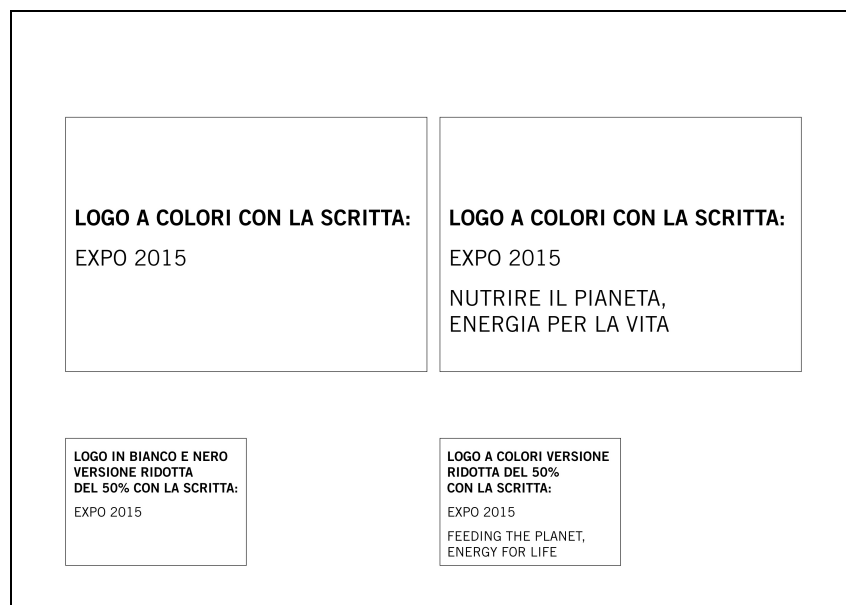 LOGO A COLORI CON LA SCRITTA:
EXPO 2015
LOGO A COLORI CON LA SCRITTA:
EXPO 2015
NUTRIRE IL PIANETA,
ENERGIA PER LA VITA
LOGO IN BIANCO E NERO
VERSIONE RIDOTTA
DEL 50% CON LA SCRITTA:
EXPO 2015
LOGO A COLORI VERSIONE
RIDOTTA DEL 50%
CON LA SCRITTA:
EXPO 2015
FEEDING THE PLANET,
ENERGY FOR LIFE